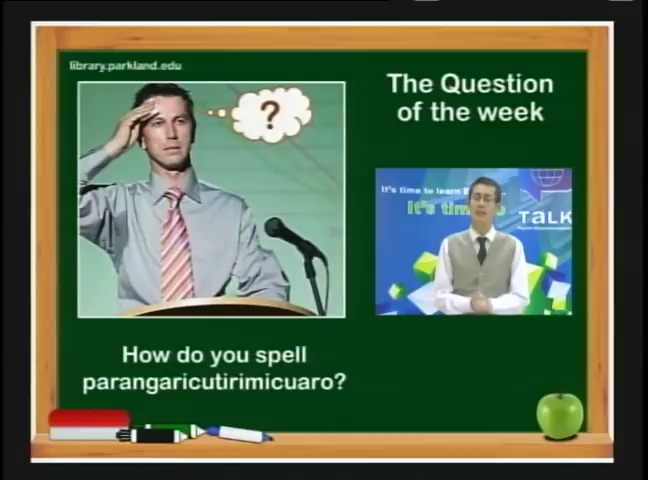 library.parkland.edu
The Question
of the week
?
It's time to learn
It's tim
TALK
How do you spell
parangaricutirimicuaro?